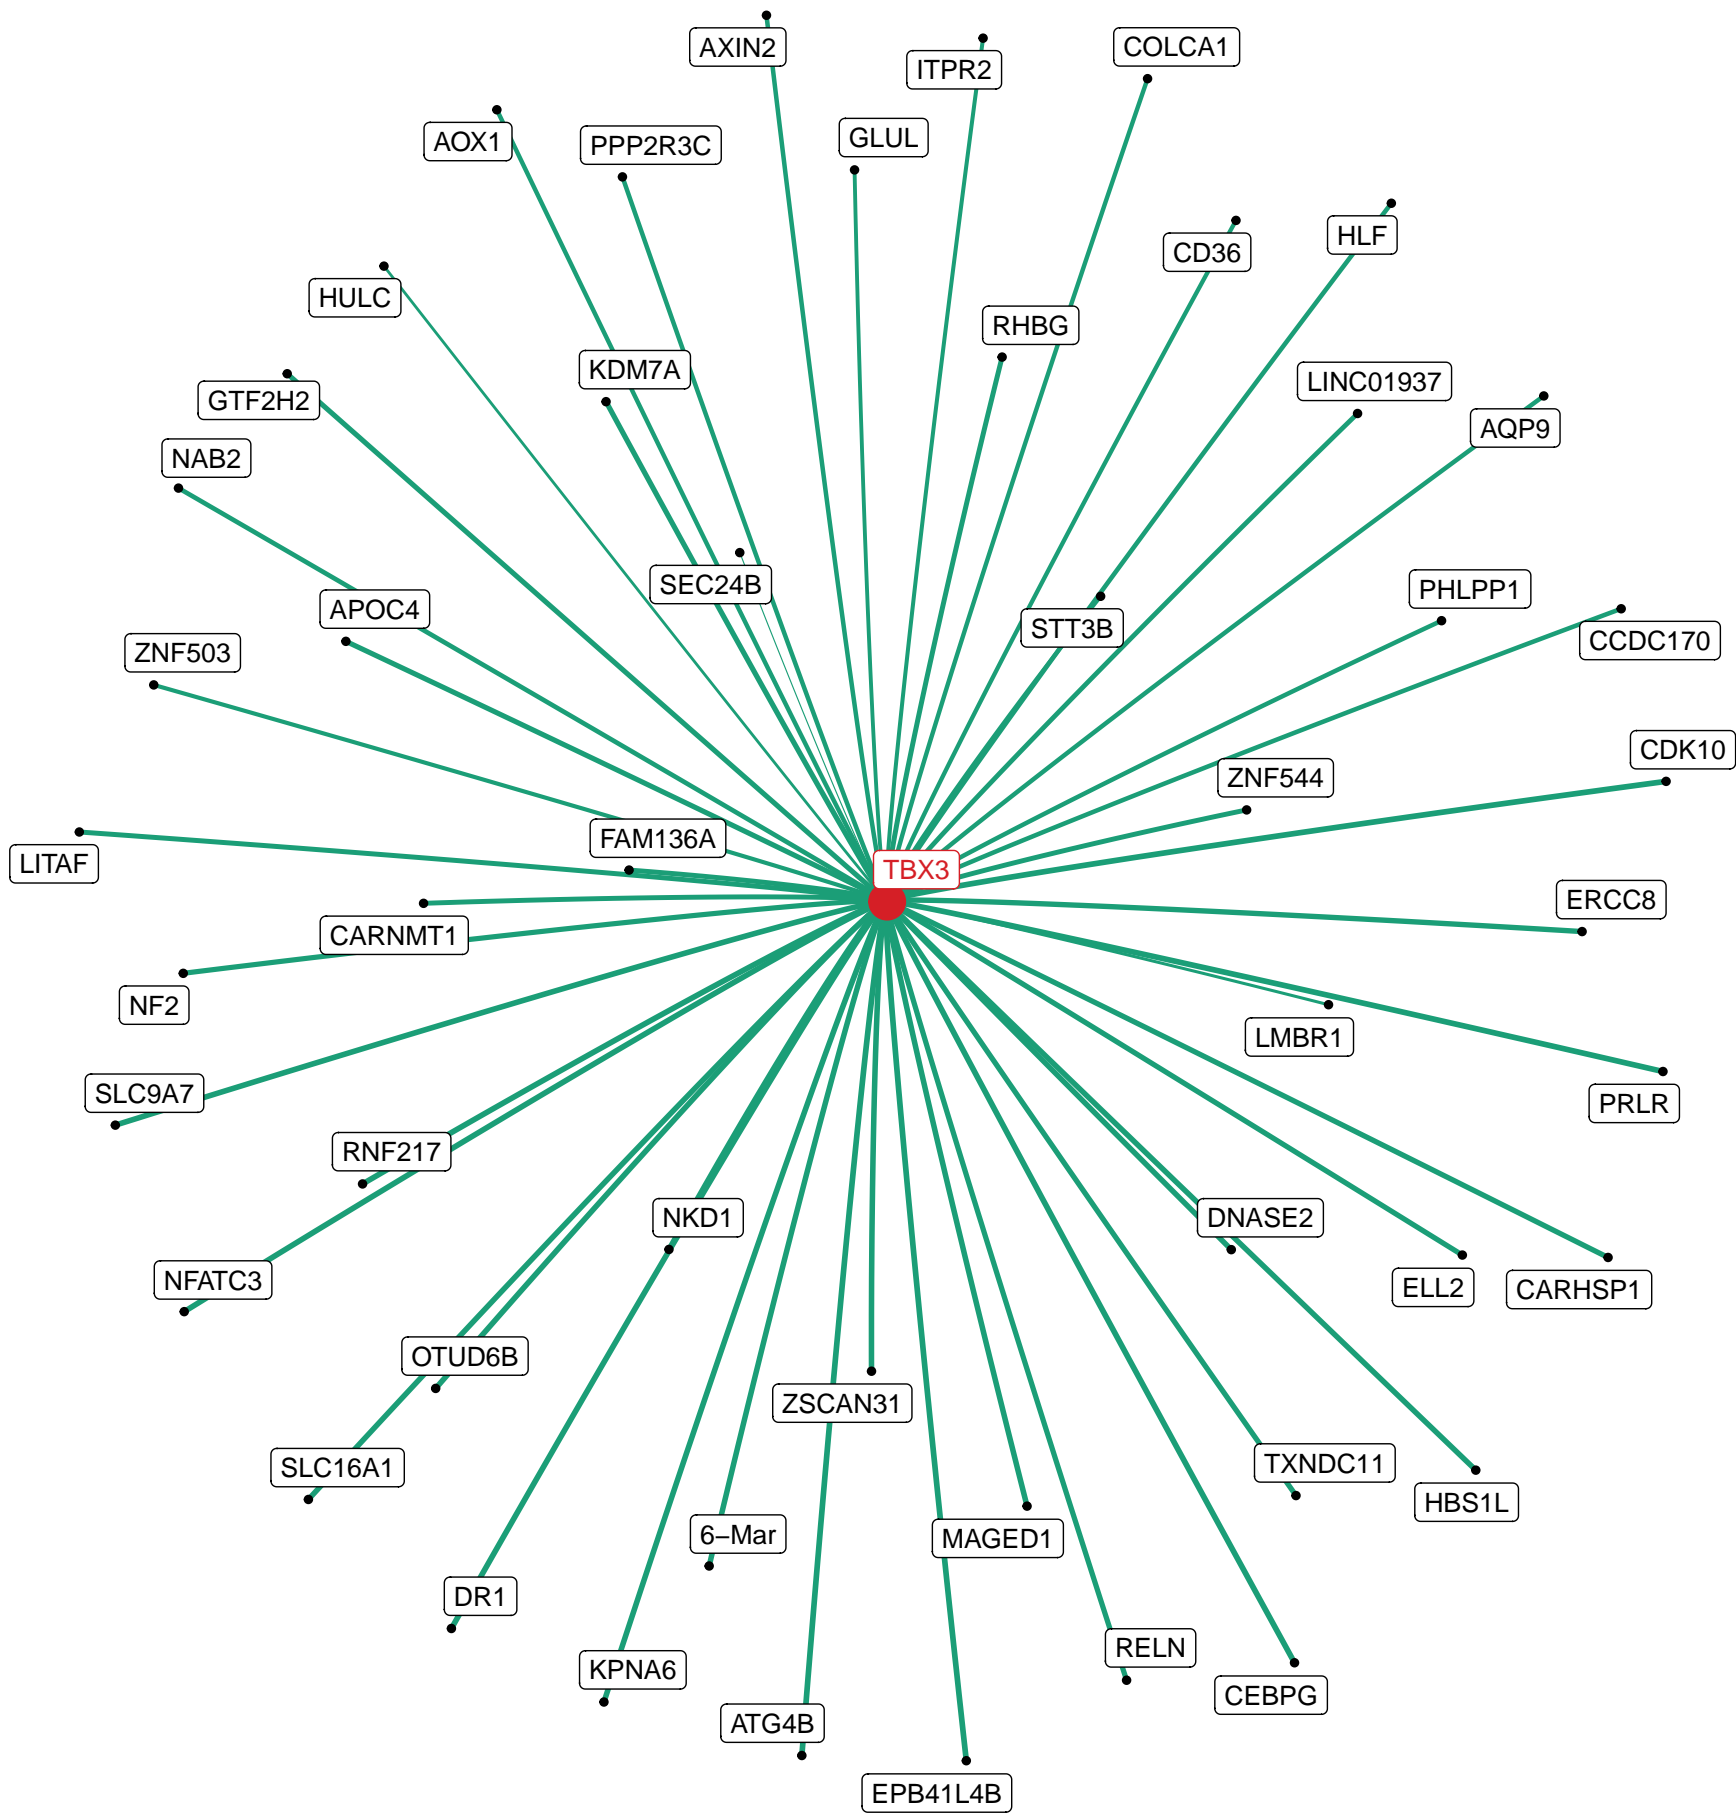 AXIN2
COLCA1
ITPR2
GLUL
AOX1
PPP2R3C
HLF
CD36
HULC
RHBG
KDM7A
LINC01937
GTF2H2
AQP9
NAB2
SEC24B
PHLPP1
APOC4
STT3B
CCDC170
ZNF503
CDK10
ZNF544
FAM136A
LITAF
TBX3
ERCC8
CARNMT1
NF2
LMBR1
SLC9A7
PRLR
RNF217
NKD1
DNASE2
NFATC3
ELL2
CARHSP1
OTUD6B
ZSCAN31
SLC16A1
TXNDC11
HBS1L
6−Mar
MAGED1
DR1
RELN
KPNA6
CEBPG
ATG4B
EPB41L4B